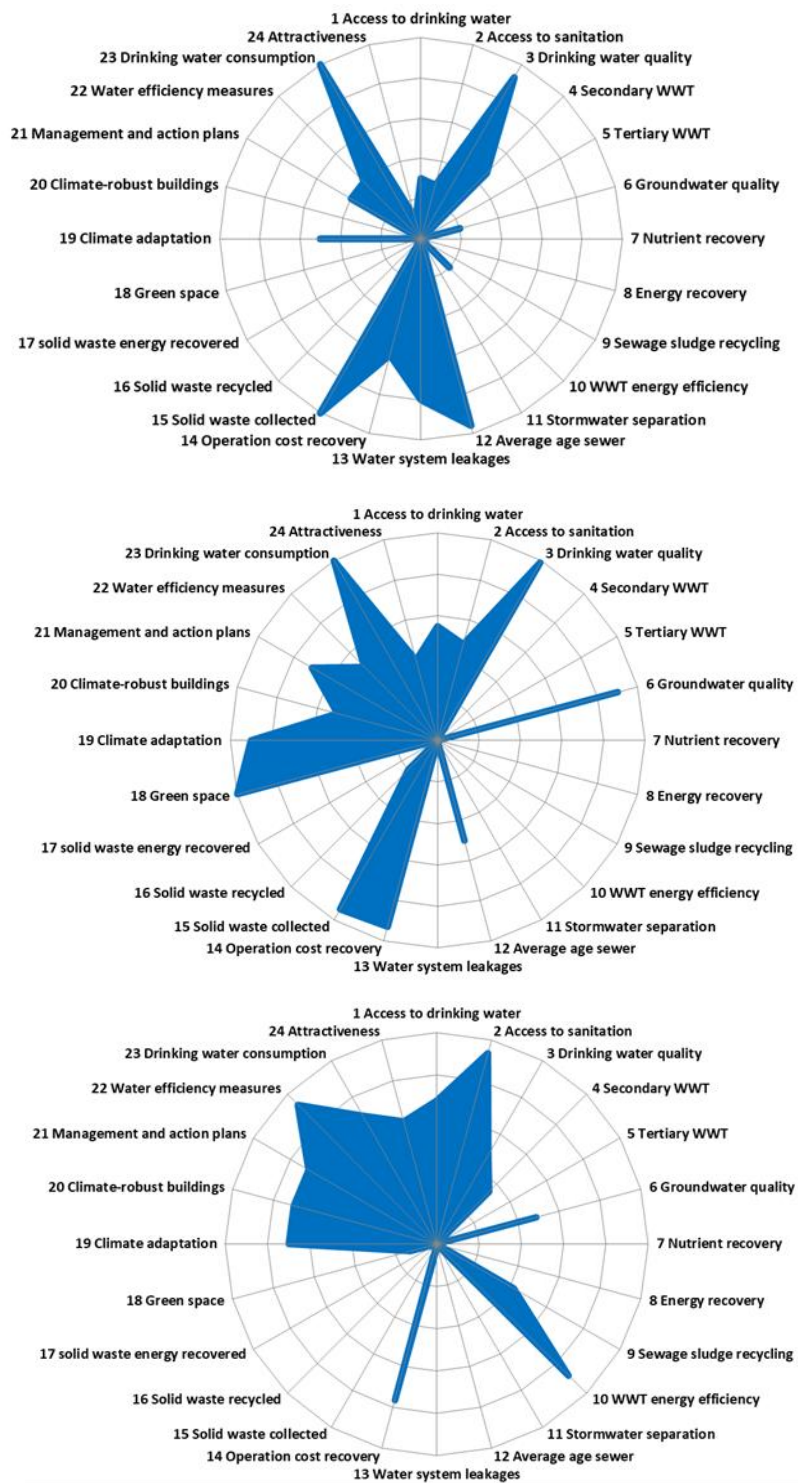 1 Access to drinking water
24 Attractiveness
2 Access to sanitation
23 Drinking water consumption
3 Drinking water quality
22 Water efficiency measures
4 Secondary WWT
21 Management and action plans
5 Tertiary WWT
20 Climate-robust buildings
6 Groundwater quality
19 Climate adaptation
7 Nutrient recovery
18 Green space
8 Energy recovery
17 solid waste energy recovered
9 Sewage sludge recycling
16 Solid waste recycled
10 WWT energy efficiency
15 Solid waste collected
11 Stormwater separation
14 Operation cost recovery
12 Average age sewer
13 Water system leakages
1 Access to drinking water
24 Attractiveness
2 Access to sanitation
23 Drinking water consumption
3 Drinking water quality
22 Water efficiency measures
4 Secondary WWT
21 Management and action plans
5 Tertiary WWT
20 Climate-robust buildings
6 Groundwater quality
19 Climate adaptation
7 Nutrient recovery
18 Green space
8 Energy recovery
17 solid waste energy recovered
9 Sewage sludge recycling
16 Solid waste recycled
10 WWT energy efficiency
15 Solid waste collected
11 Stormwater separation
14 Operation cost recovery
12 Average age sewer
13 Water system leakages
1 Access to drinking water
24 Attractiveness
2 Access to sanitation
23 Drinking water consumption
3 Drinking water quality
22 Water efficiency measures
4 Secondary WWT
21 Management and action plans
5 Tertiary WWT
20 Climate-robust buildings
6 Groundwater quality
19 Climate adaptation
7 Nutrient recovery
18 Green space
8 Energy recovery
17 solid waste energy recovered
9 Sewage sludge recycling
16 Solid waste recycled
10 WWT energy efficiency
15 Solid waste collected
11 Stormwater separation
14 Operation cost recovery
12 Average age sewer
13 Water system leakages